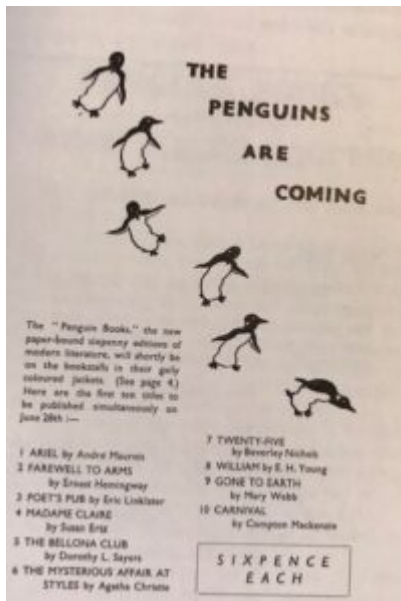 THE
PENGUINS
ARE
COMING
The "Penguin Books," the new
paper-bound sixpenny editions of
modern literature, will shortly be
on the bookstalls in their gaily
coloured jackets. (See page 4.)
Here are the first ten titles to
be published simultaneously on
June 28th :—
1 ARIEL by André Maurois
2 FAREWELL TO ARMS
by Ernest Hemingway
3 POET'S PUB by Eric Linklater
4 MADAME CLAIRE
by Susan Ertz
5 THE BELLONA CLUB
by Dorothy L. Sayers
6 THE MYSTERIOUS AFFAIR AT
STYLES by Agatha Christie
7 TWENTY-FIVE
by Beverley Nichols
8 WILLIAM by E. H. Young
9 GONE TO EARTH
by Mary Webb
10 CARNIVAL
by Compton Mackenzie
SIXPENCE
EACH